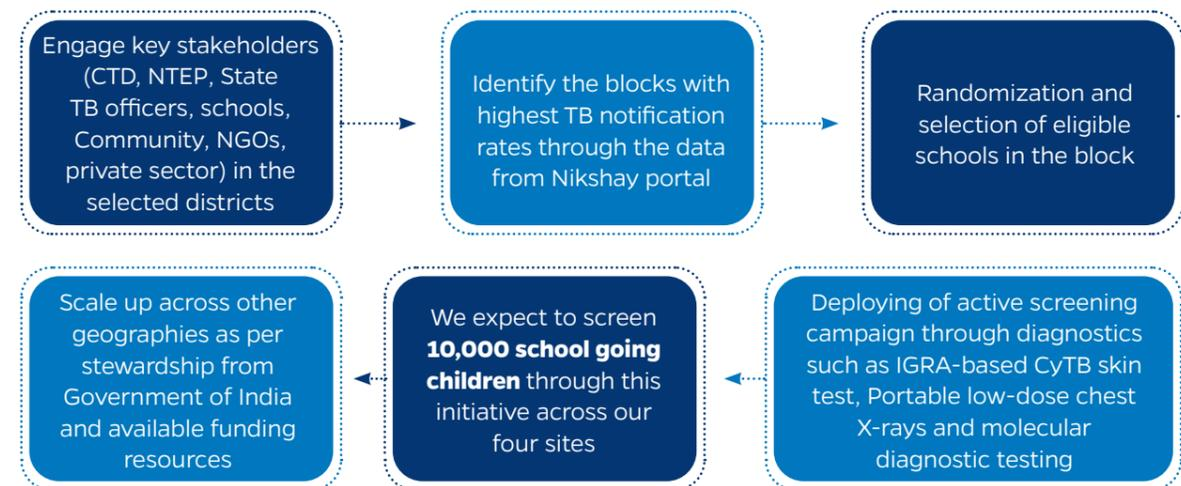 Engage key stakeholders
(CTD, NTEP, State
TB officers, schools,
Community, NGOs,
private sector) in the
selected districts
Identify the blocks with
highest TB notification
rates through the data
from Nikshay portal
Randomization and
selection of eligible
schools in the block
Deploying of active screening
campaign through diagnostics
such as IGRA-based CyTB skin
test, Portable low-dose chest
X-rays and molecular
diagnostic testing
We expect to screen
10,000 school going
children through this
initiative across our
four sites
Scale up across other
geographies as per
stewardship from
Government of India
and available funding
resources